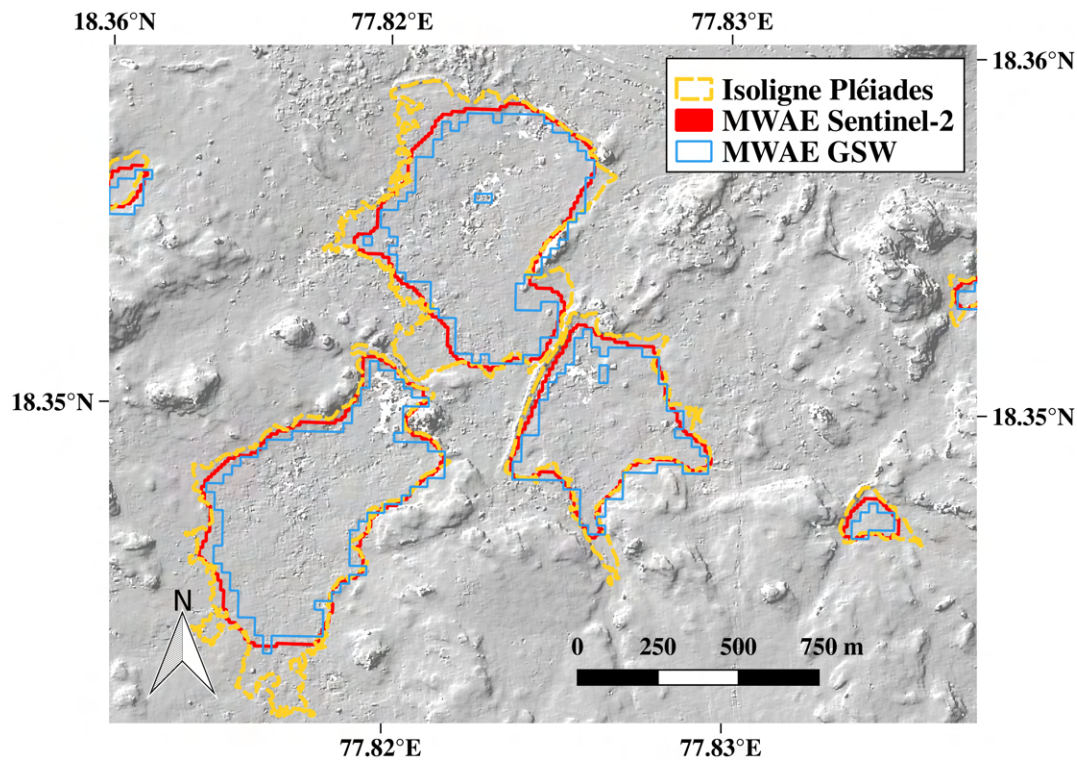 18.36°N
77.82°E
77.83°E
18.36°N
Isoligne Pléiades
MWAE Sentinel-2
MWAE GSW
18.35°N
18.35°N
N
0 250 500 750 m
77.82°E
77.83°E